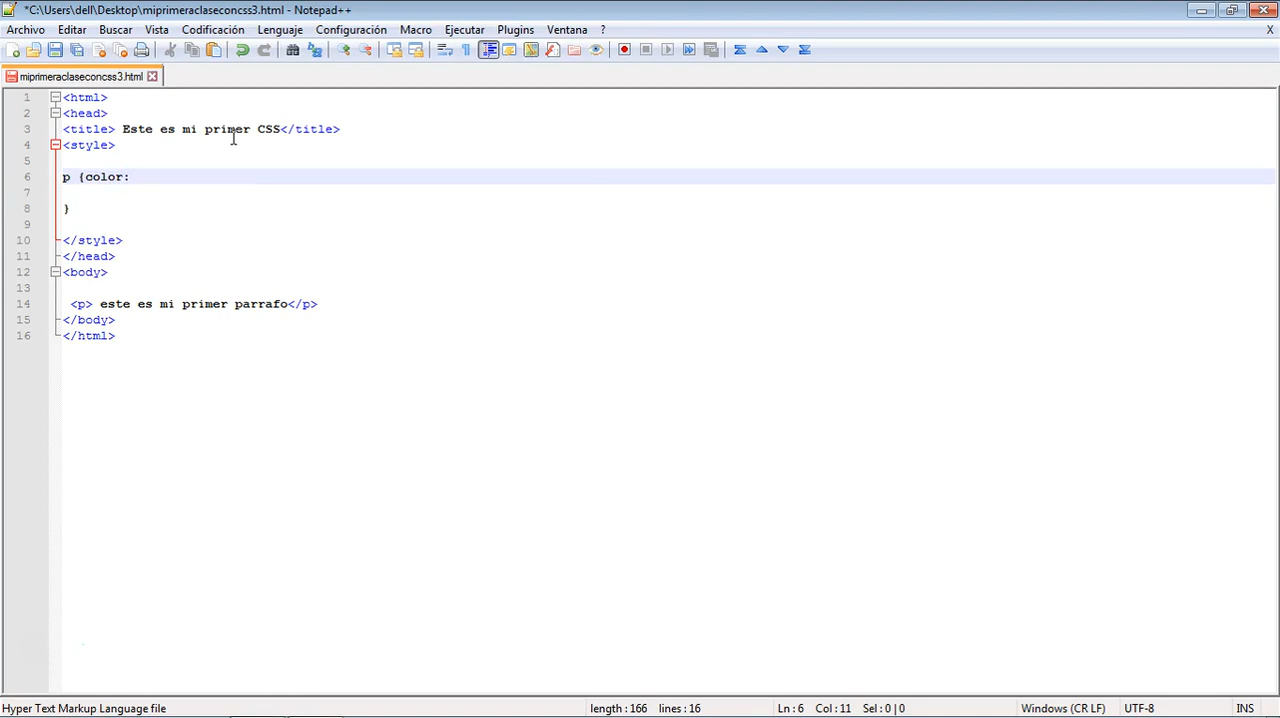 *C:\Users\dell\Desktop\miprimeraclaseconcss3.html - Notepad++
Archivo Editar Buscar Vista Codificación Lenguaje Configuración Macro Ejecutar Plugins Ventana ? X
miprimeraclaseconcss3.html
1 <html>
2 <head>
3 <title> Este es mi primer CSS</title>
4 <style>
5
6 p {color:
7
8 }
9
10 </style>
11 </head>
12 <body>
13
14 <p> este es mi primer parrafo</p>
15 </body>
16 </html>
Hyper Text Markup Language file length : 166 lines : 16 Ln : 6 Col : 11 Sel : 0 | 0 Windows (CR LF) UTF-8 INS